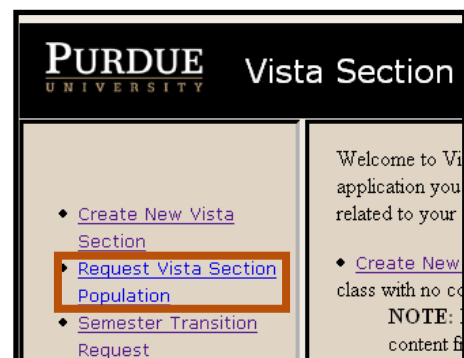 PURDUE
UNIVERSITY
Vista Section
Create New Vista
Section
Request Vista Section
Population
Semester Transition
Request
Welcome to Vi
application you
related to your
Create New
class with no co
NOTE:
content fi